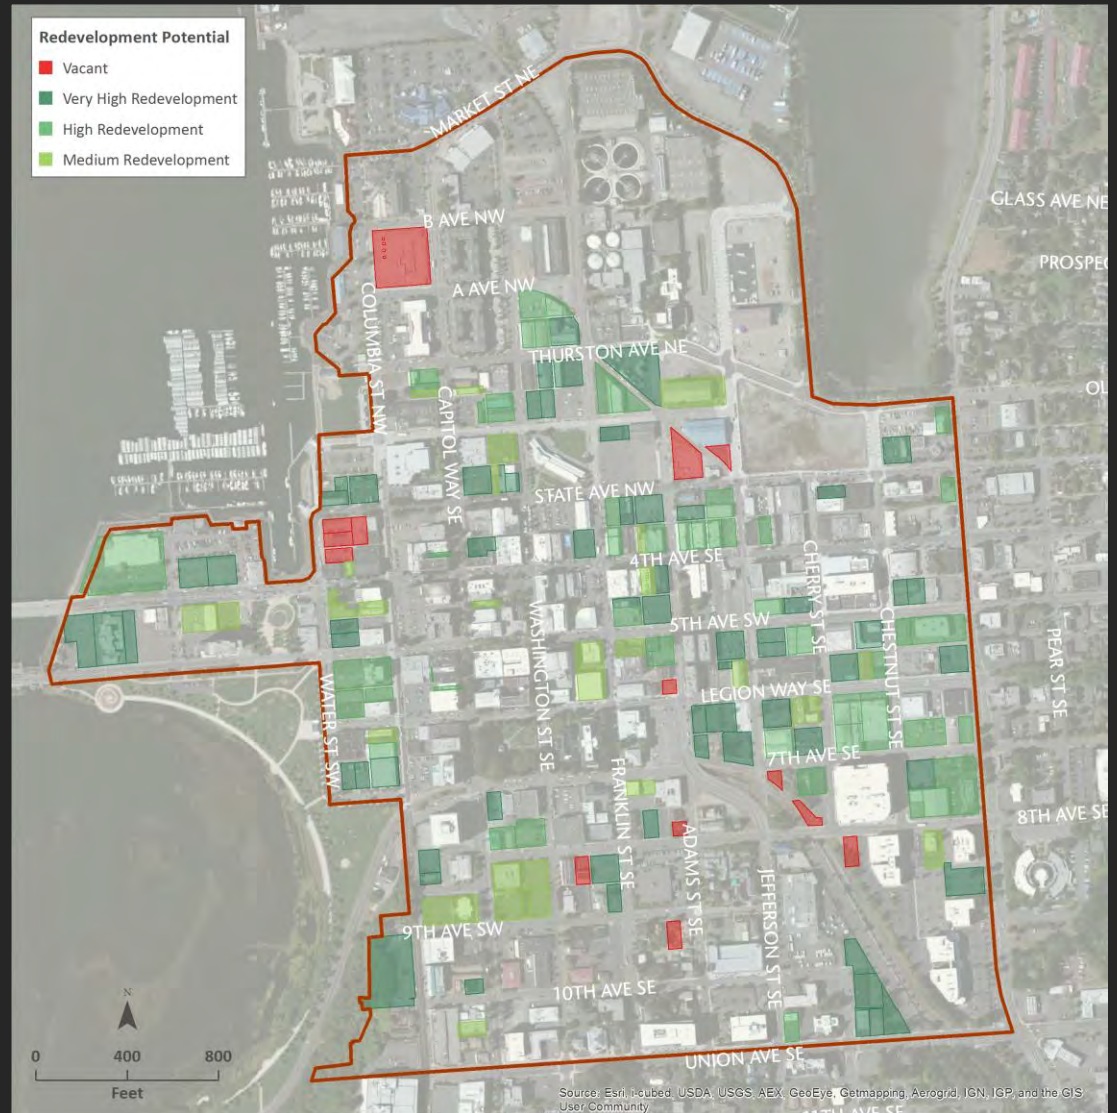 Redevelopment Potential
Vacant
Very High Redevelopment
High Redevelopment
Medium Redevelopment
MARKET ST NE
GLASS AVE NE
B AVE NW
PROSPEC
A AVE NW
COLUMBIA ST NW
THURSTON AVE NE
OL
CAPITOL WAY SE
STATE AVE NW
4TH AVE SE
CHERRY ST SE
WASHINGTON ST SE
5TH AVE SW
CHESTNUT ST SE
PEAR ST SE
WATER ST SW
LEGION WAY SE
7TH AVE SE
FRANKLIN ST SE
8TH AVE SE
ADAMS ST SE
JEFFERSON ST SE
9TH AVE SW
10TH AVE SE
UNION AVE SE
11TH AVE SE
N
0 400 800
Feet
Source: Esri, i-cubed, USDA, USGS, AEX, GeoEye, Getmapping, Aerogrid, IGN, IGP, and the GIS
User Community